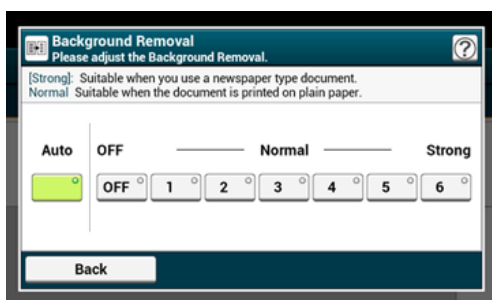 Background Removal
Please adjust the Background Removal.
?
[Strong]: Suitable when you use a newspaper type document.
Normal Suitable when the document is printed on plain paper.
Auto OFF Normal Strong
OFF 1 2 3 4 5 6
Back